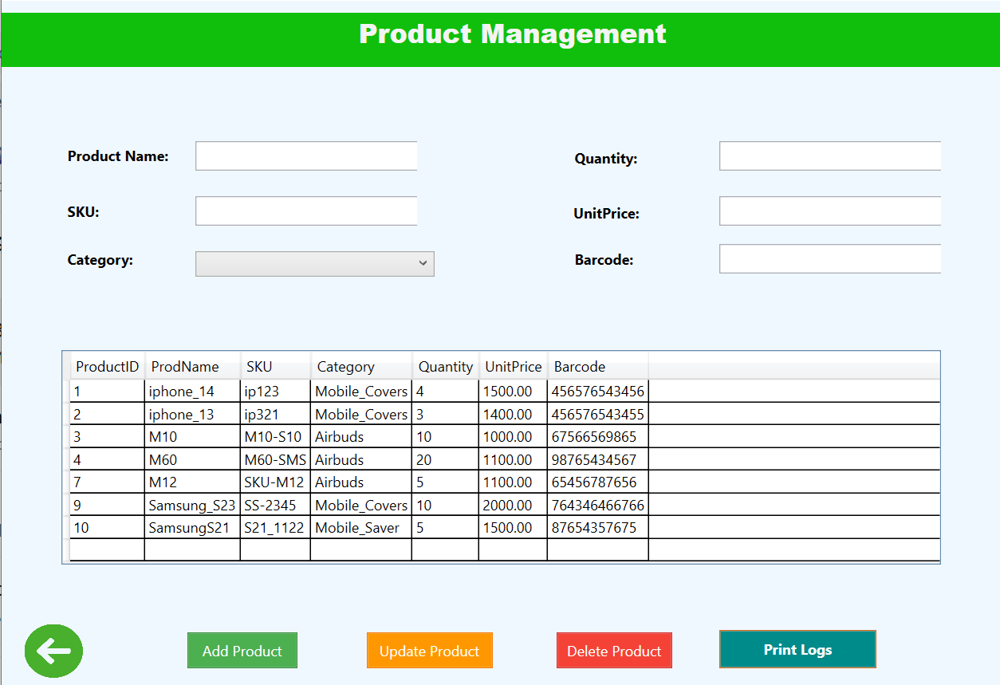 Product Management
Product Name:
Quantity:
SKU:
UnitPrice:
Category:
Barcode:
ProductID ProdName SKU Category Quantity UnitPrice Barcode
1 iphone_14 ip123 Mobile_Covers 4 1500.00 456576543456
2 iphone_13 ip321 Mobile_Covers 3 1400.00 456576543455
3 M10 M10-S10 Airbuds 10 1000.00 67566569865
4 M60 M60-SMS Airbuds 20 1100.00 98765434567
7 M12 SKU-M12 Airbuds 5 1100.00 65456787656
9 Samsung_S23 SS-2345 Mobile_Covers 10 2000.00 764346466766
10 SamsungS21 S21_1122 Mobile_Saver 5 1500.00 87654357675
Add Product
Update Product
Delete Product
Print Logs